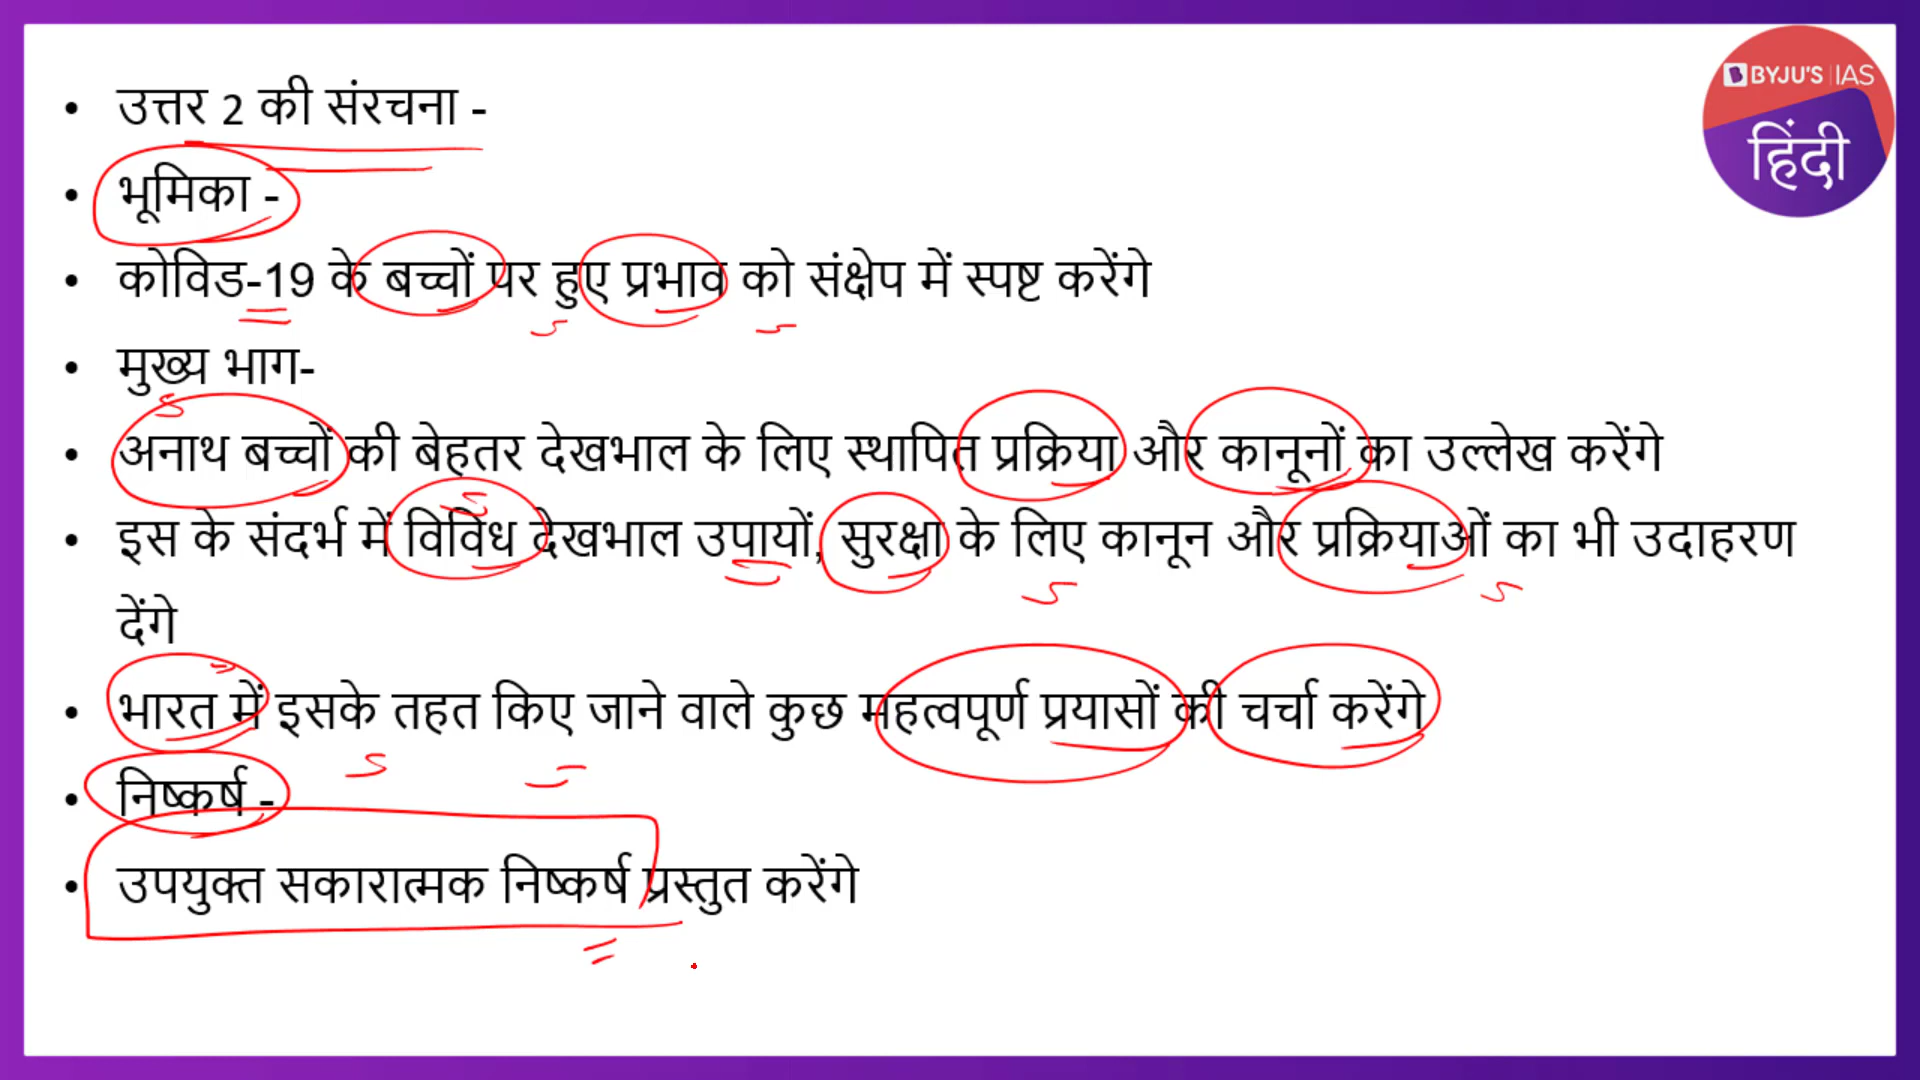 BYJU'S IAS
हिंदी
• उत्तर 2 की संरचना -
• भूमिका -
• कोविड-19 के बच्चों पर हुए प्रभाव को संक्षेप में स्पष्ट करेंगे
• मुख्य भाग-
• अनाथ बच्चों की बेहतर देखभाल के लिए स्थापित प्रक्रिया और कानूनों का उल्लेख करेंगे
• इस के संदर्भ में विविध देखभाल उपायों, सुरक्षा के लिए कानून और प्रक्रियाओं का भी उदाहरण
देंगे
• भारत में इसके तहत किए जाने वाले कुछ महत्वपूर्ण प्रयासों की चर्चा करेंगे
• निष्कर्ष -
• उपयुक्त सकारात्मक निष्कर्ष प्रस्तुत करेंगे